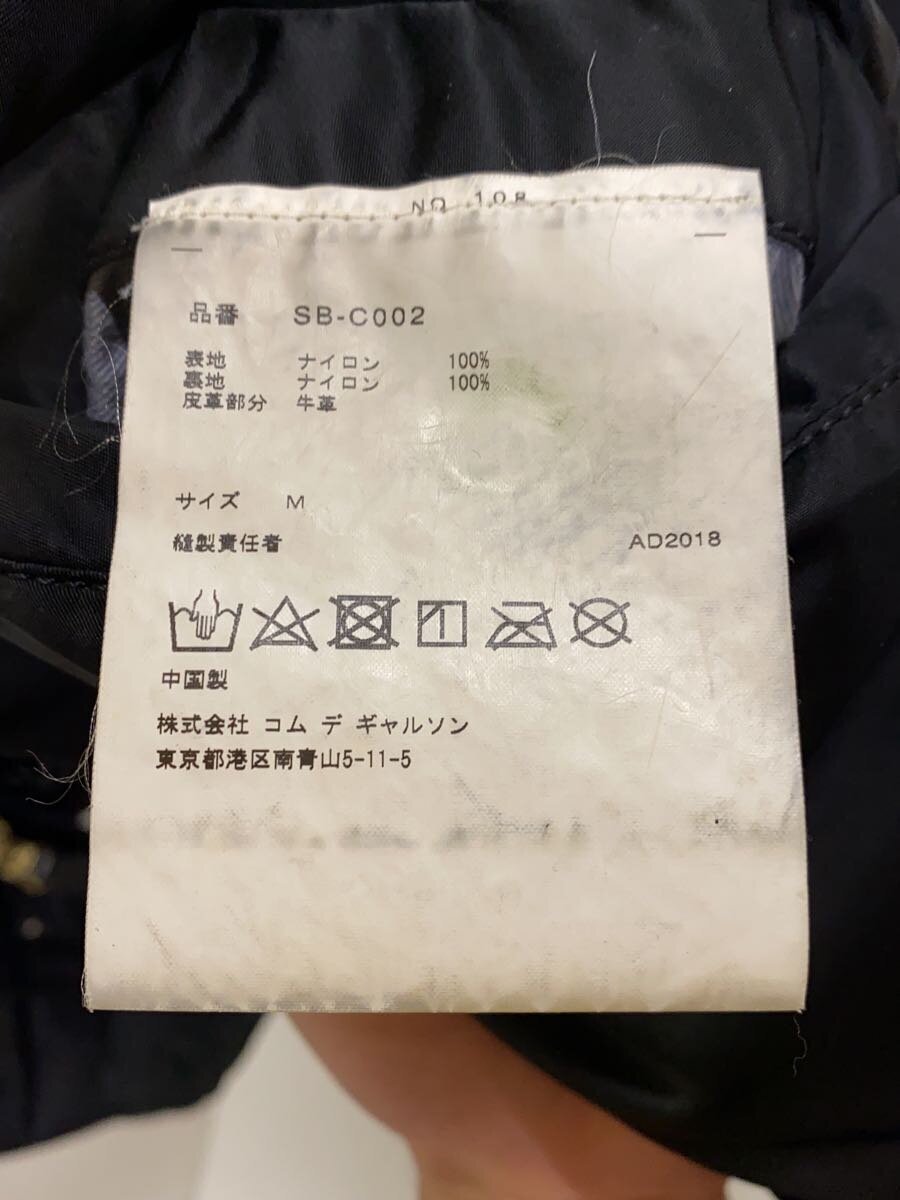 NO 108
品番 SB-C002
表地 ナイロン 100%
裏地 ナイロン 100%
皮革部分 牛革
サイズ M
縫製責任者 AD2018
中国製
株式会社 コム デ ギャルソン
東京都港区南青山5-11-5